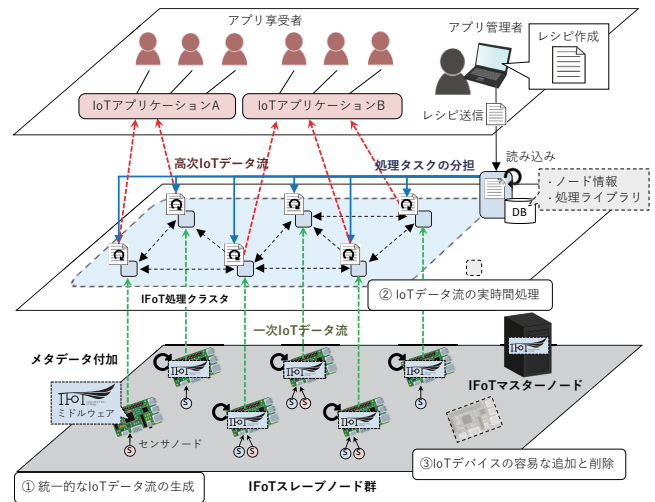 アプリ享受者
アプリ管理者
レシピ作成
IoTアプリケーションA
IoTアプリケーションB
レシピ送信
高次IoTデータ流
処理タスクの分担
読み込み
・ノード情報
・処理ライブラリ
DB
IFoT処理クラスタ
② IoTデータ流の実時間処理
一次IoTデータ流
メタデータ付加
IFoT
ミドルウェア
IFoT
IFoT
IFoT
IFoT
IFoT
IFoT
IFoTマスターノード
S
S
S
S
センサノード
S
S
S
S
S
③IoTデバイスの容易な追加と削除
① 統一的なIoTデータ流の生成
IFoTスレーブノード群